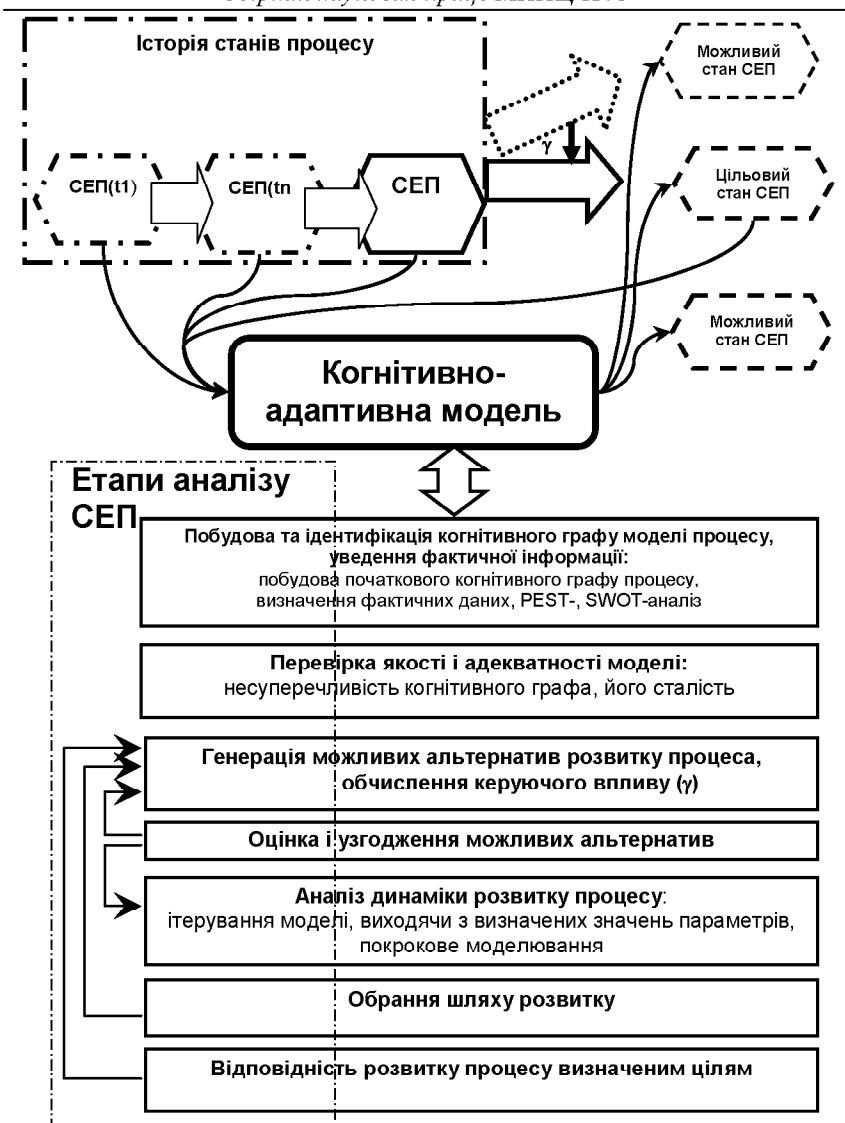 Історія станів процесу
Можливий
стан СЕП
γ
СЕП(t1)
СЕП(tn
СЕП
Цільовий
стан СЕП
Можливий
стан СЕП
Когнітивно-
адаптивна модель
Етапи аналізу
СЕП
Побудова та ідентифікація когнітивного графу моделі процесу,
уведення фактичної інформації:
побудова початкового когнітивного графу процесу,
визначення фактичних даних, PEST-, SWOT-аналіз
Перевірка якості і адекватності моделі:
несуперечливість когнітивного графа, його сталість
Генерація можливих альтернатив розвитку процеса,
обчислення керуючого впливу (γ)
Оцінка і узгодження можливих альтернатив
Аналіз динаміки розвитку процесу:
ітерування моделі, виходячи з визначених значень параметрів,
покрокове моделювання
Обрання шляху розвитку
Відповідність розвитку процесу визначеним цілям